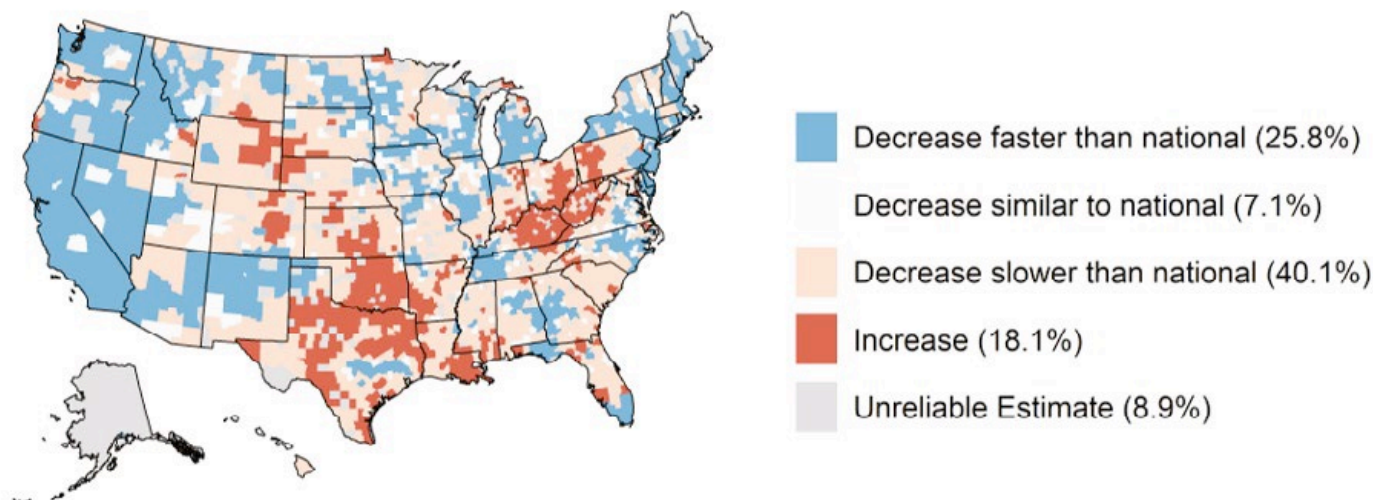 Decrease faster than national (25.8%)
Decrease similar to national (7.1%)
Decrease slower than national (40.1%)
Increase (18.1%)
Unreliable Estimate (8.9%)